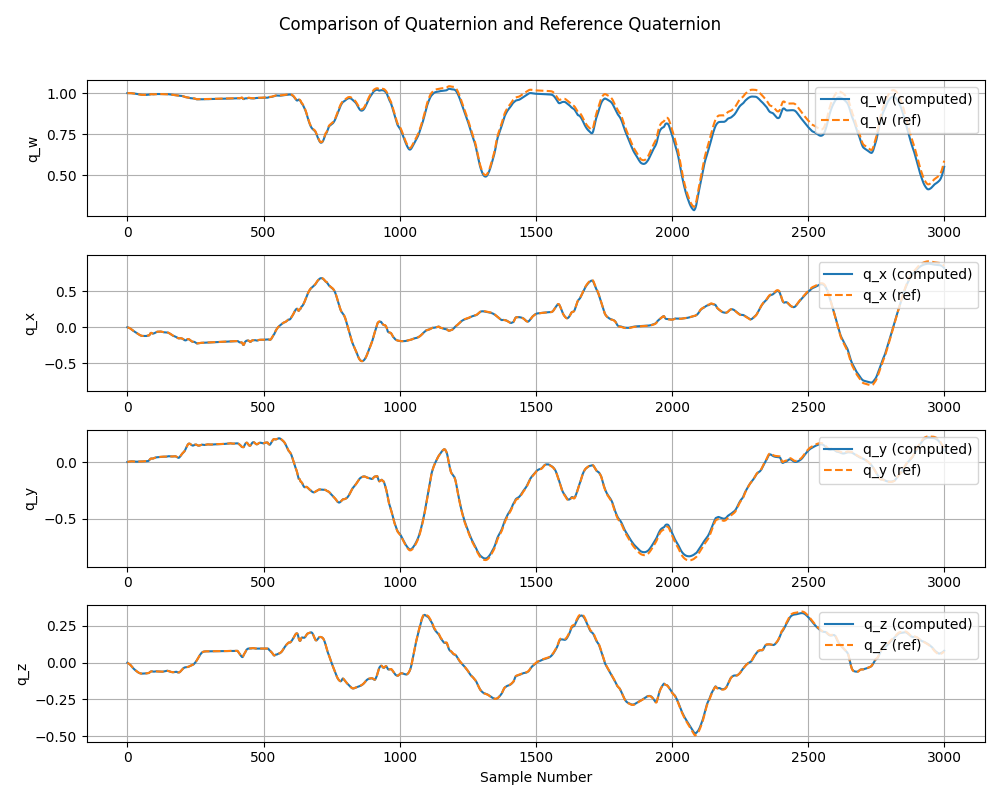 Comparison of Quaternion and Reference Quaternion
1.00
0.75
0.50
q_w
q_w (computed)
q_w (ref)
0 500 1000 1500 2000 2500 3000
0.5
0.0
−0.5
q_x
q_x (computed)
q_x (ref)
0 500 1000 1500 2000 2500 3000
0.0
−0.5
q_y
q_y (computed)
q_y (ref)
0 500 1000 1500 2000 2500 3000
0.25
0.00
−0.25
−0.50
q_z
q_z (computed)
q_z (ref)
0 500 1000 1500 2000 2500 3000
Sample Number